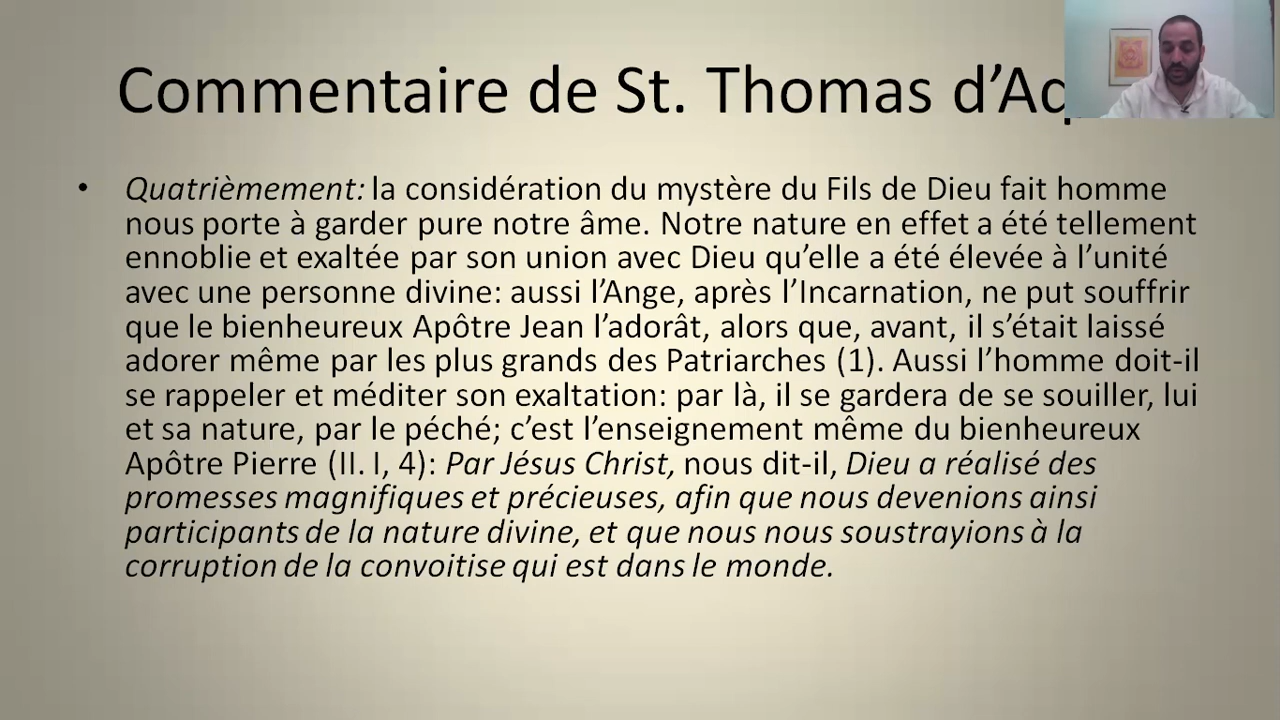 Commentaire de St. Thomas
• Quatrièmement: la considération du mystère du Fils de Dieu fait homme
nous porte à garder pure notre âme. Notre nature en effet a été tellement
ennoblie et exaltée par son union avec Dieu qu’elle a été élevée à l’unité
avec une personne divine: aussi l’Ange, après l’Incarnation, ne put souffrir
que le bienheureux Apôtre Jean l’adorât, alors que, avant, il s’était laissé
adorer même par les plus grands des Patriarches (1). Aussi l’homme doit-il
se rappeler et méditer son exaltation: par là, il se gardera de se souiller, lui
et sa nature, par le péché; c’est l’enseignement même du bienheureux
Apôtre Pierre (II. I, 4): Par Jésus Christ, nous dit-il, Dieu a réalisé des
promesses magnifiques et précieuses, afin que nous devenions ainsi
participants de la nature divine, et que nous nous soustrayions à la
corruption de la convoitise qui est dans le monde.